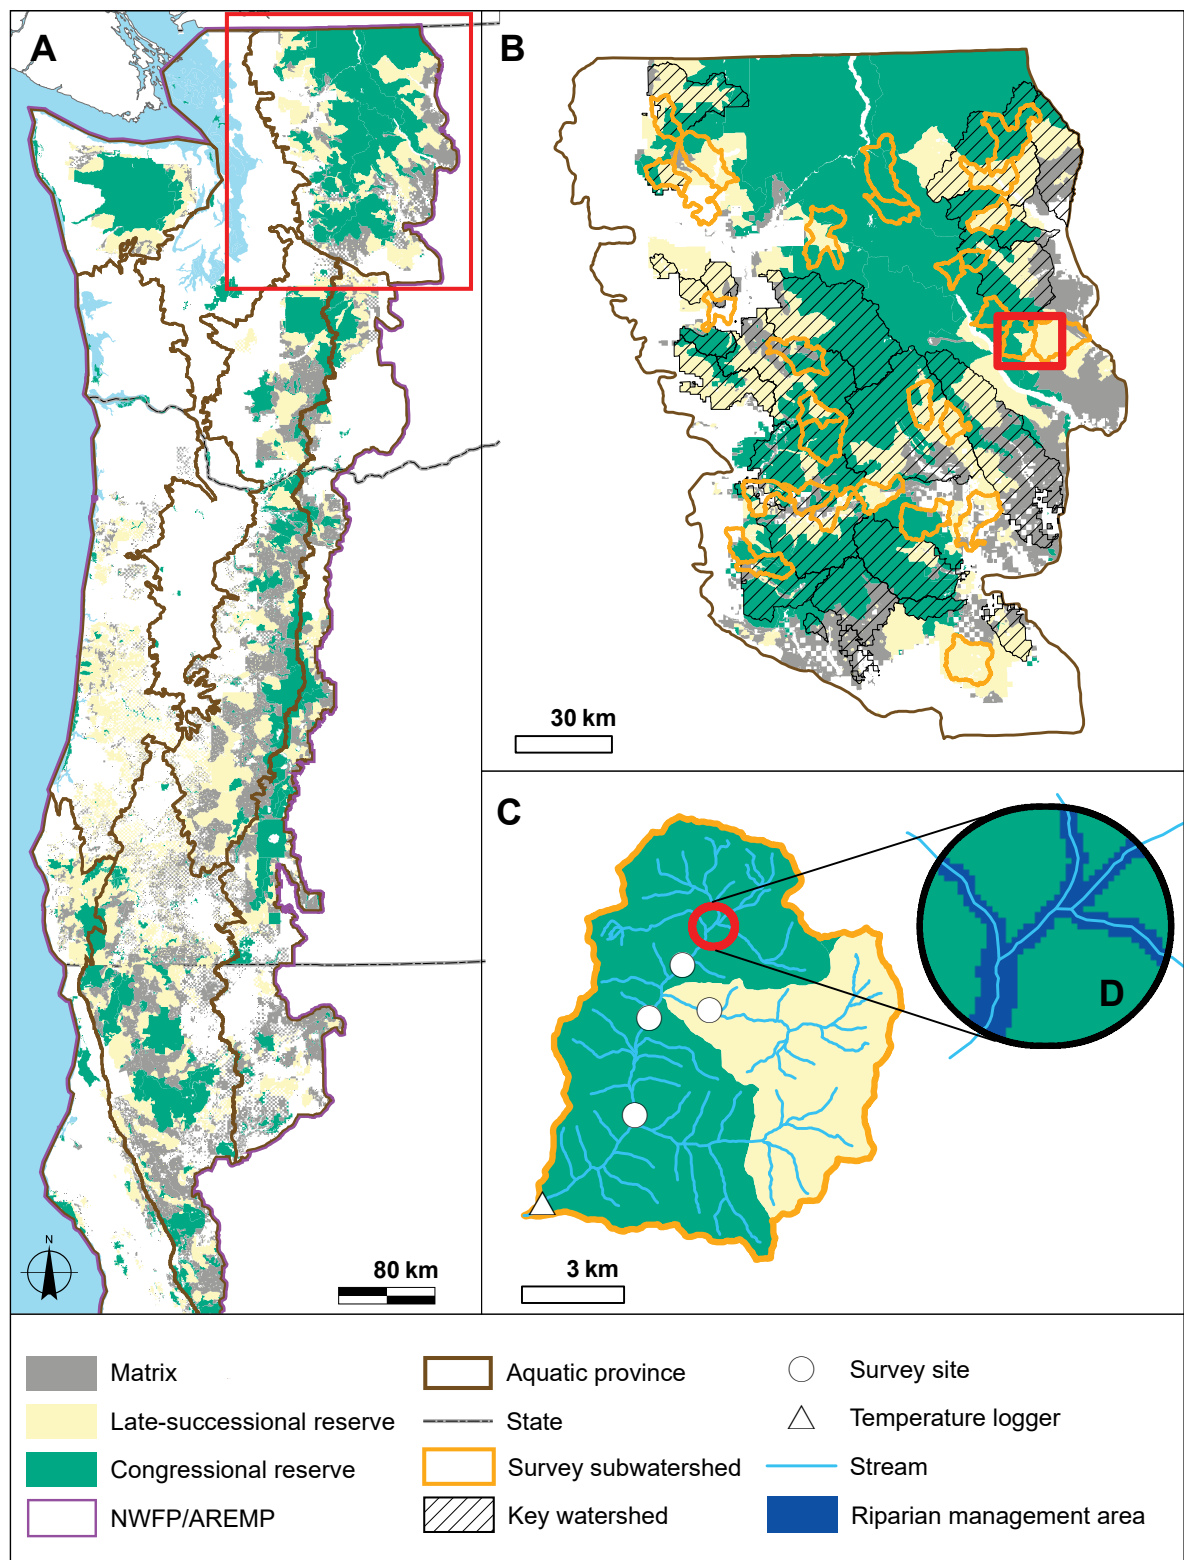 A
B
30 km
C
D
N
80 km
3 km
Matrix
Late-successional reserve
Congressional reserve
NWFP/AREMP
Aquatic province
State
Survey subwatershed
Key watershed
Survey site
Temperature logger
Stream
Riparian management area